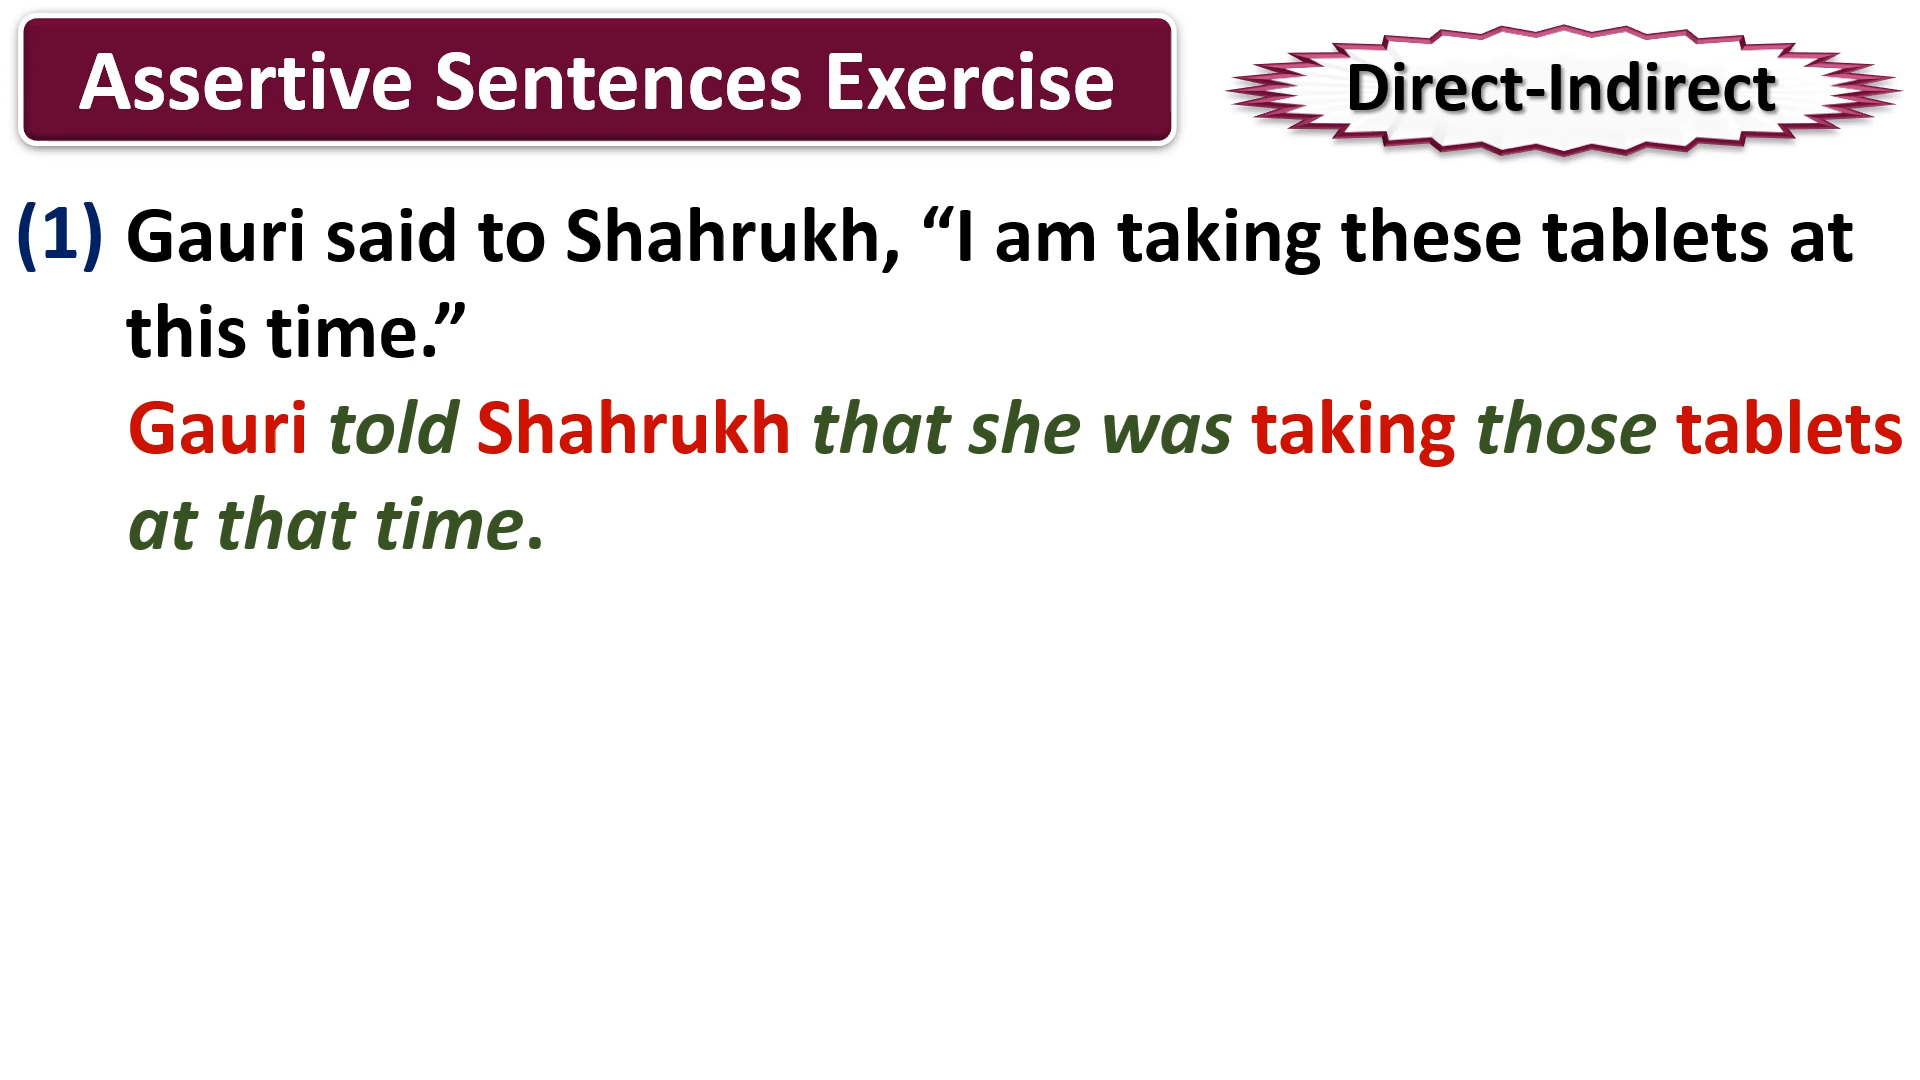 Assertive Sentences Exercise
Direct-Indirect
(1) Gauri said to Shahrukh, “I am taking these tablets at
this time.”
Gauri told Shahrukh that she was taking those tablets
at that time.